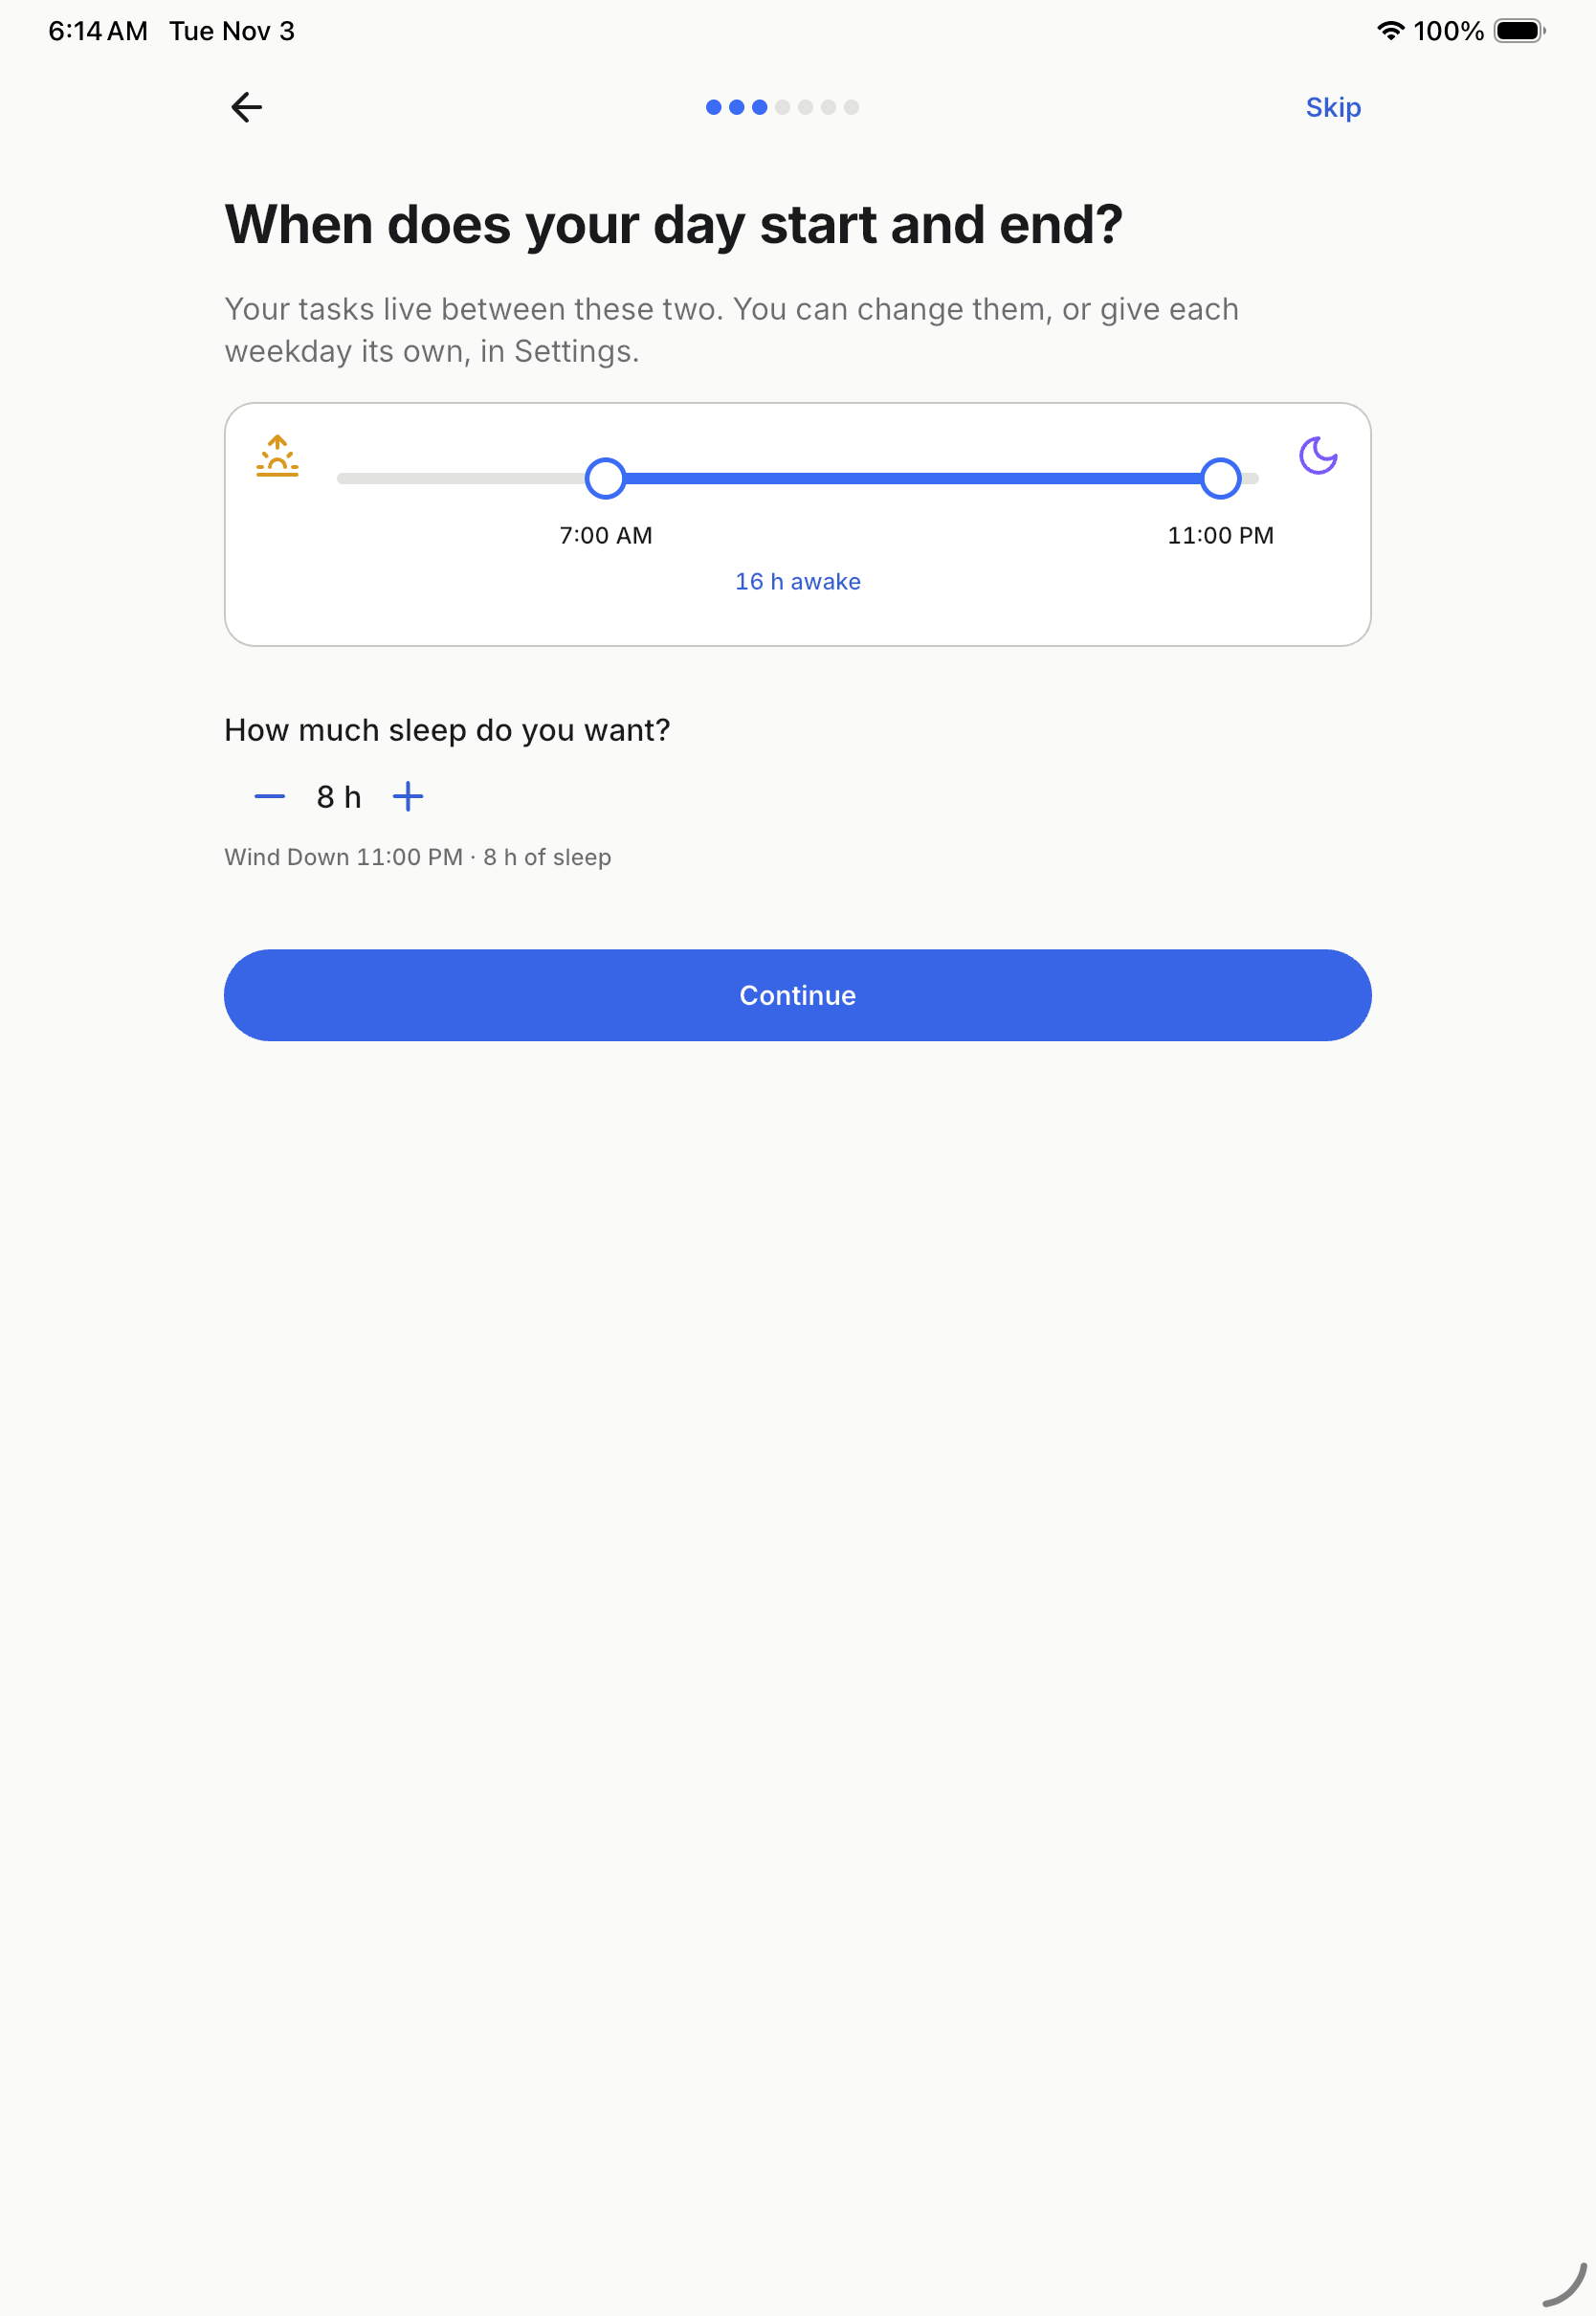 6:14 AM Tue Nov 3
100%
Skip
When does your day start and end?
Your tasks live between these two. You can change them, or give each
weekday its own, in Settings.
7:00 AM
11:00 PM
16 h awake
How much sleep do you want?
8 h
Wind Down 11:00 PM · 8 h of sleep
Continue